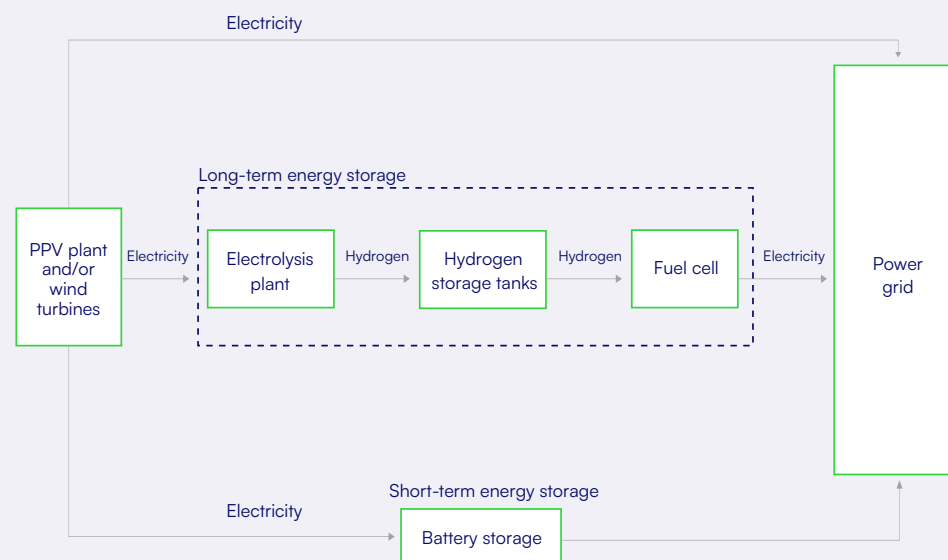 Electricity
Long-term energy storage
PPV plant
and/or
wind
turbines
Electricity
Electrolysis
plant
Hydrogen
Hydrogen
storage tanks
Hydrogen
Fuel cell
Electricity
Power
grid
Short-term energy storage
Electricity
Battery storage